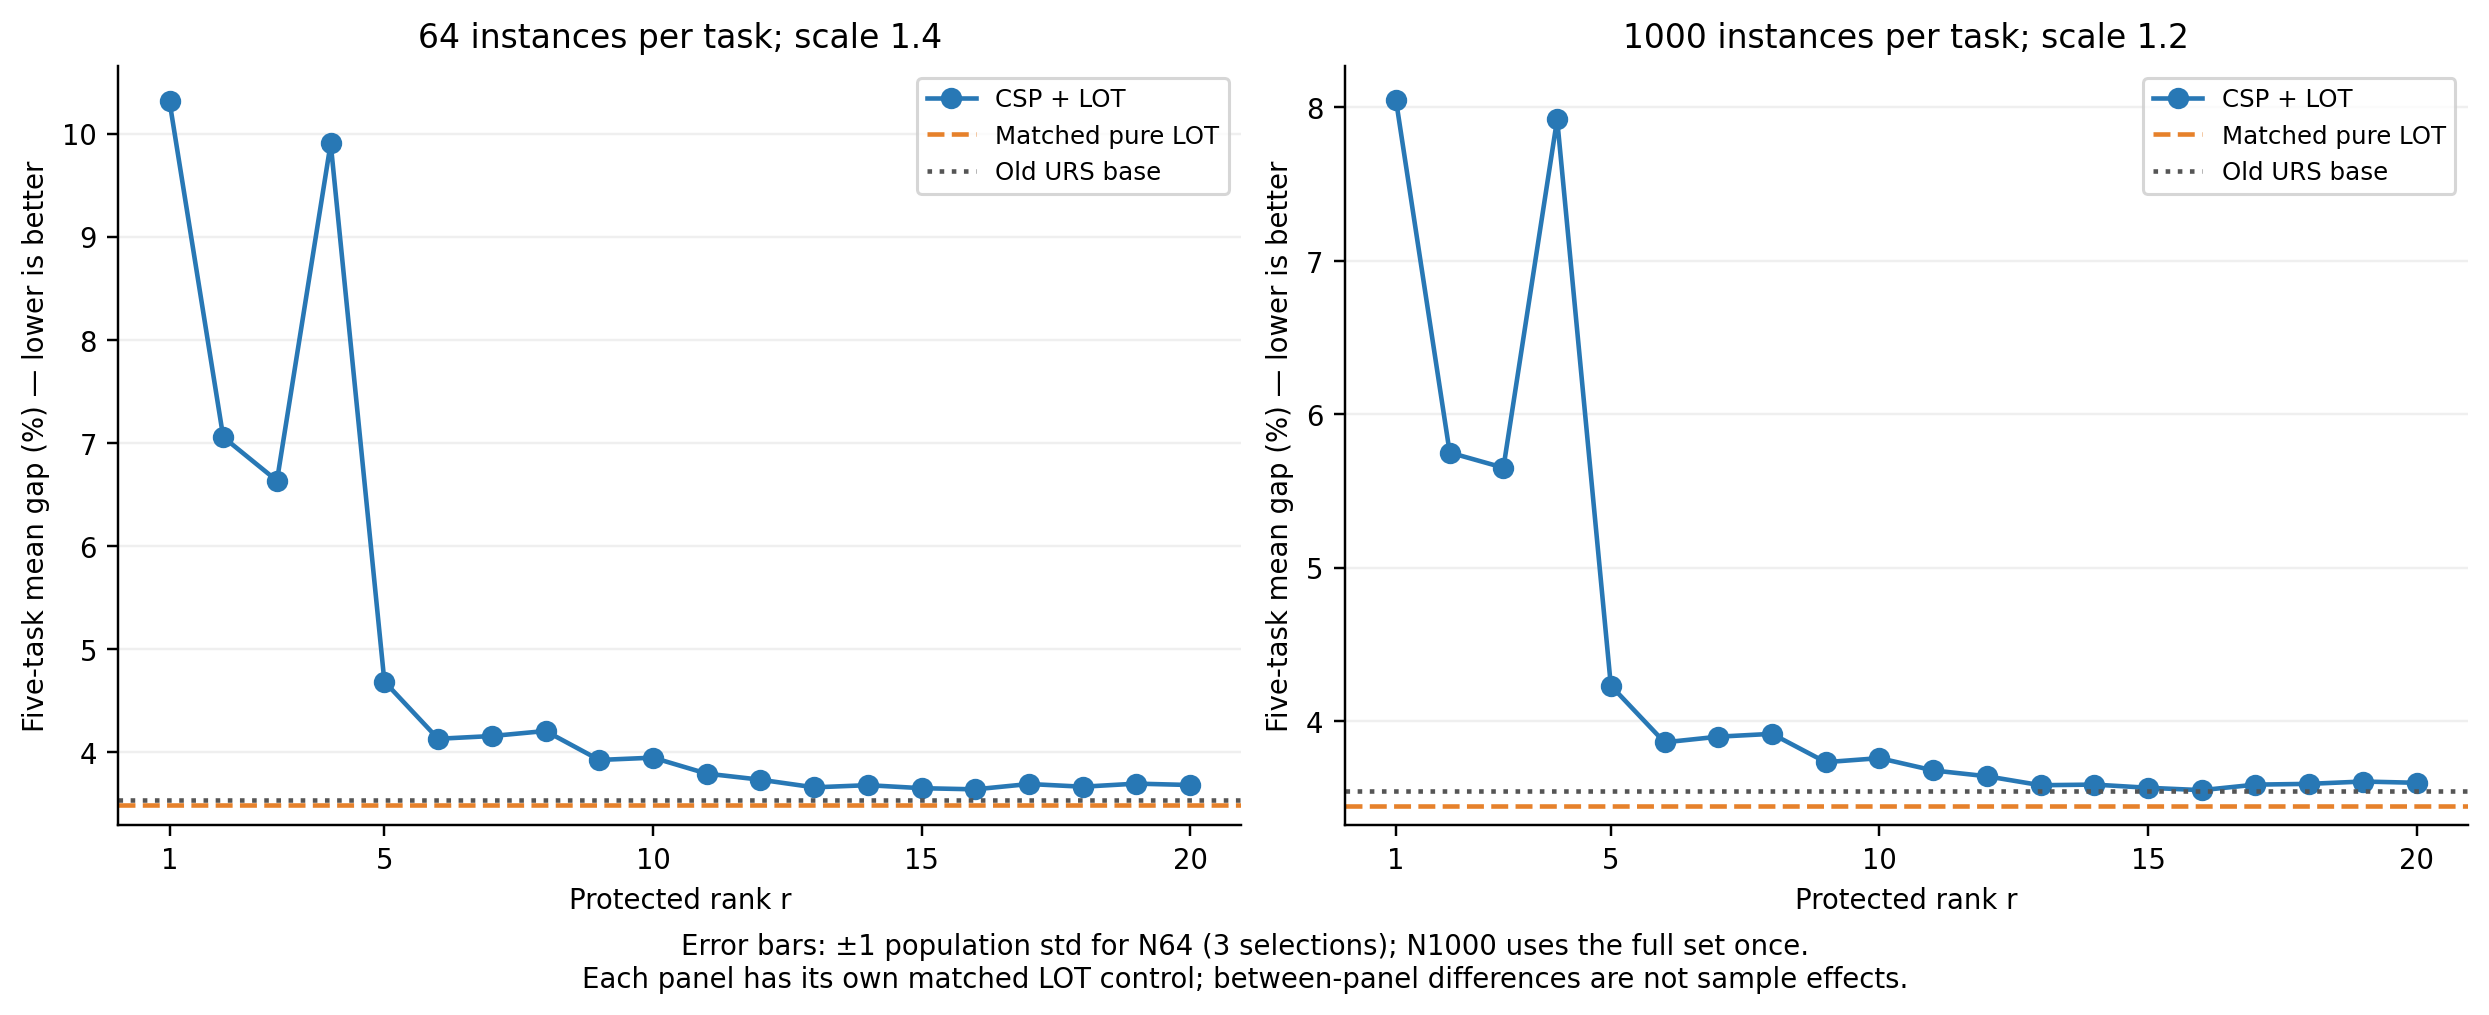 64 instances per task; scale 1.4
Five-task mean gap (%) — lower is better
10
9
8
7
6
5
4
CSP + LOT
Matched pure LOT
Old URS base
1
5
10
15
20
Protected rank r
1000 instances per task; scale 1.2
Five-task mean gap (%) — lower is better
8
7
6
5
4
CSP + LOT
Matched pure LOT
Old URS base
1
5
10
15
20
Protected rank r
Error bars: ±1 population std for N64 (3 selections); N1000 uses the full set once.
Each panel has its own matched LOT control; between-panel differences are not sample effects.